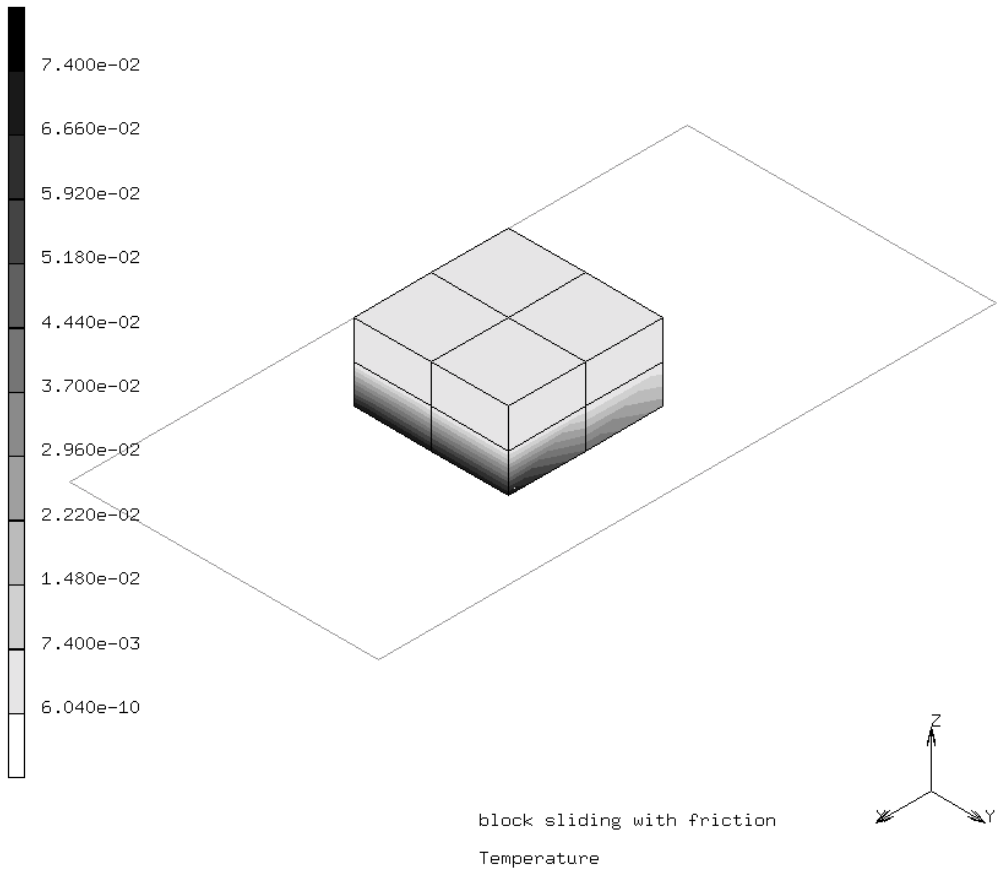 7.400e-02
6.660e-02
5.920e-02
5.180e-02
4.440e-02
3.700e-02
2.960e-02
2.220e-02
1.480e-02
7.400e-03
6.040e-10
Z
X
Y
block sliding with friction
Temperature